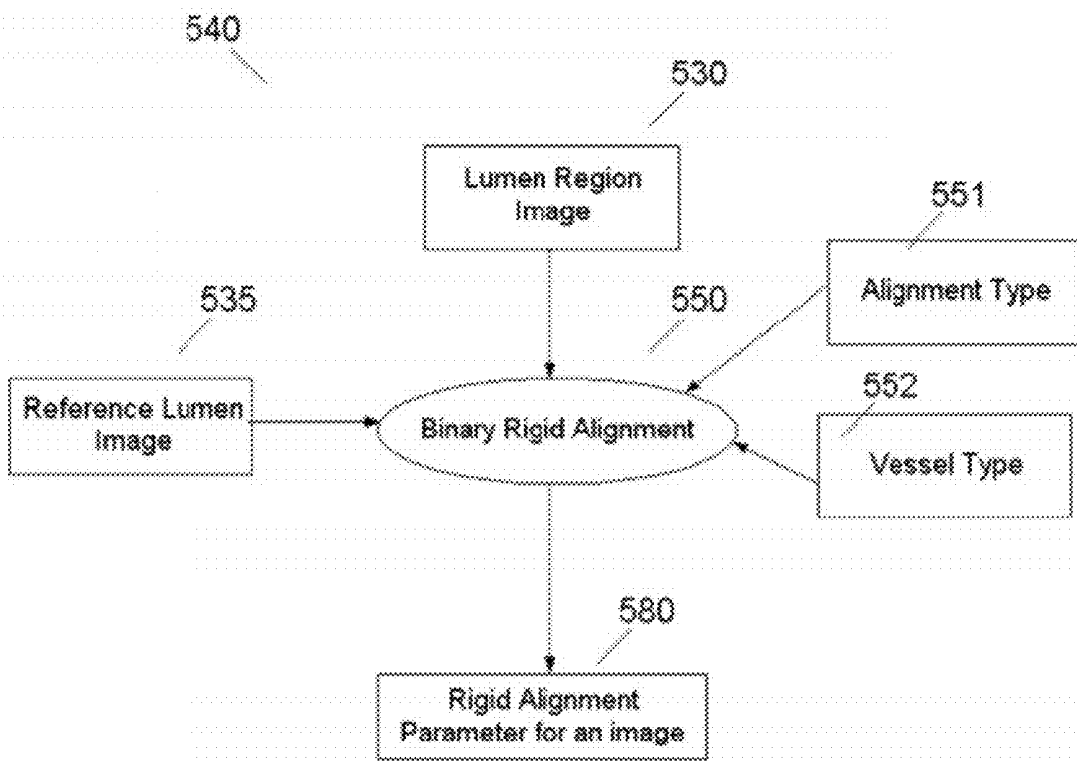 540
530
Lumen Region
Image
551
Alignment Type
535
550
Reference Lumen
Image
Binary Rigid Alignment
552
Vessel Type
580
Rigid Alignment
Parameter for an image